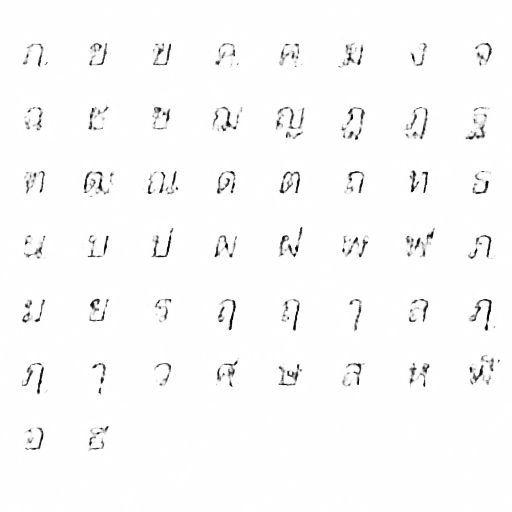 ก ข ฃ ค ฅ ฆ ง จ
ฉ ช ซ ฌ ญ ฎ ฏ ฐ
ฑ ฒ ณ ด ต ถ ท ธ
น บ ป ผ ฝ พ ฟ ภ
ม ย ร ฤ ฤ ๅ ล ฦ
ฦ ๅ ว ศ ษ ส ห ฬ
อ ฮ